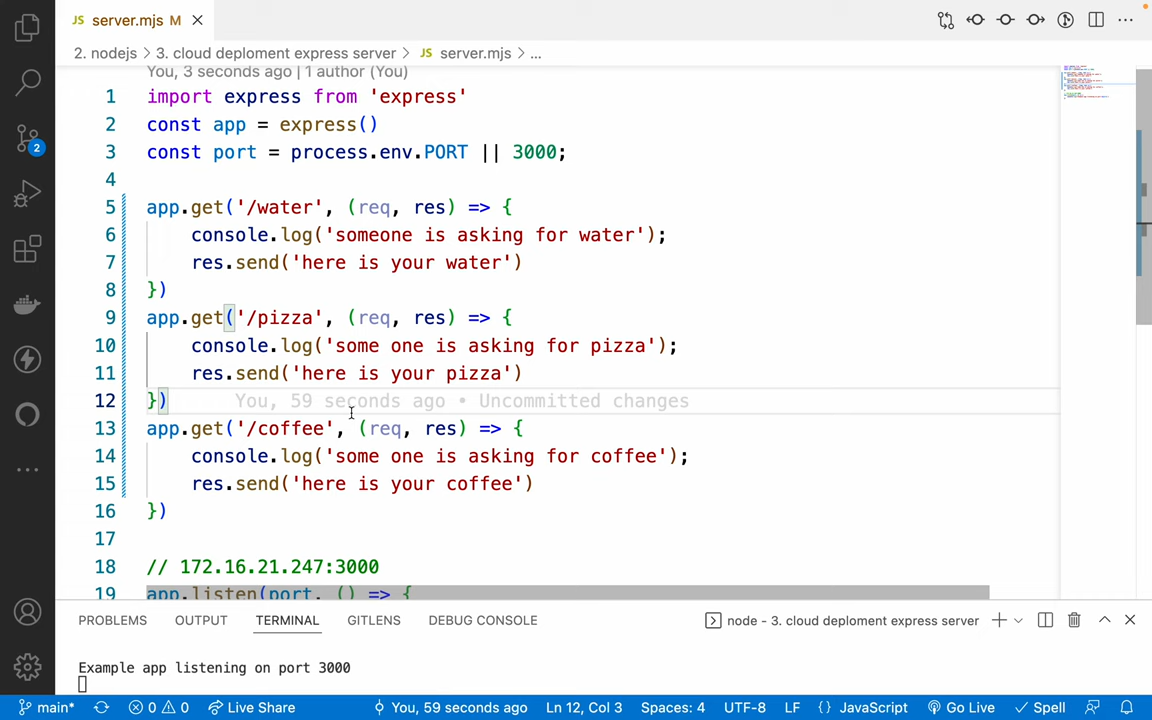 JS server.mjs M
2. nodejs > 3. cloud deploment express server > JS server.mjs > ...
You, 3 seconds ago | 1 author (You)
1 import express from 'express'
2 const app = express()
3 const port = process.env.PORT || 3000;
4
5 app.get('/water', (req, res) => {
6 console.log('someone is asking for water');
7 res.send('here is your water')
8 })
9 app.get('/pizza', (req, res) => {
10 console.log('some one is asking for pizza');
11 res.send('here is your pizza')
12 }) You, 59 seconds ago • Uncommitted changes
13 app.get('/coffee', (req, res) => {
14 console.log('some one is asking for coffee');
15 res.send('here is your coffee')
16 })
17
18 // 172.16.21.247:3000
19 app.listen(port, () => {
2
PROBLEMS OUTPUT TERMINAL GITLENS DEBUG CONSOLE node - 3. cloud deploment express server
Example app listening on port 3000
main* 0 0 Live Share You, 59 seconds ago Ln 12, Col 3 Spaces: 4 UTF-8 LF {} JavaScript Go Live Spell